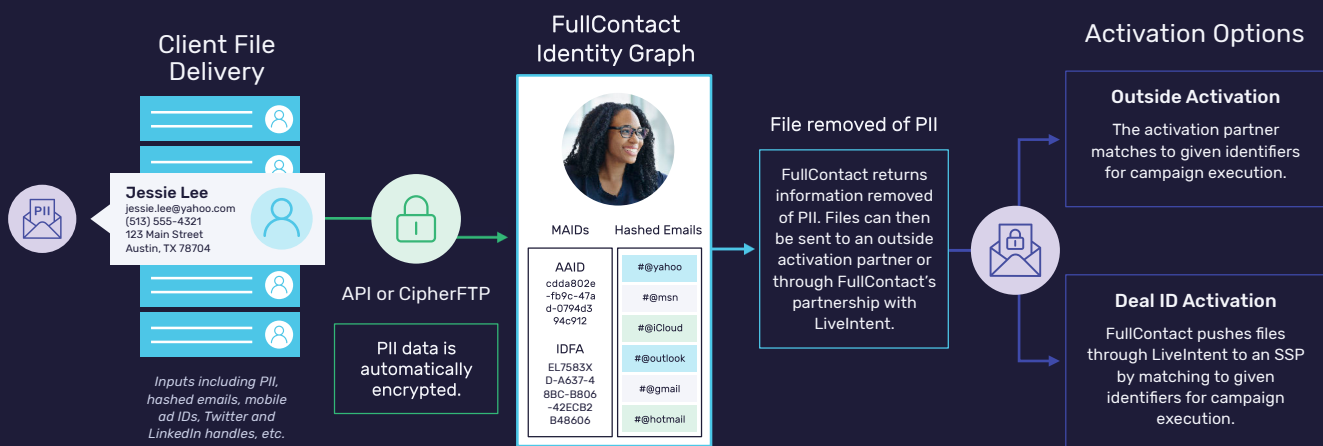 Client File
Delivery
PII
Jessie Lee
jessie.lee@yahoo.com
(513) 555-4321
123 Main Street
Austin, TX 78704
Inputs including PII,
hashed emails, mobile
ad IDs, Twitter and
LinkedIn handles, etc.
API or CipherFTP
PII data is
automatically
encrypted.
FullContact
Identity Graph
MAIDs
AAID
cdda802e
-fb9c-47a
d-0794d3
94c912
IDFA
EL7583X
D-A637-4
8BC-B806
-42ECB2
B48606
Hashed Emails
#@yahoo
#@msn
#@iCloud
#@outlook
#@gmail
#@hotmail
File removed of PII
FullContact returns
information removed
of PII. Files can then
be sent to an outside
activation partner or
through FullContact’s
partnership with
LiveIntent.
Activation Options
Outside Activation
The activation partner
matches to given identifiers
for campaign execution.
Deal ID Activation
FullContact pushes files
through LiveIntent to an SSP
by matching to given
identifiers for campaign
execution.